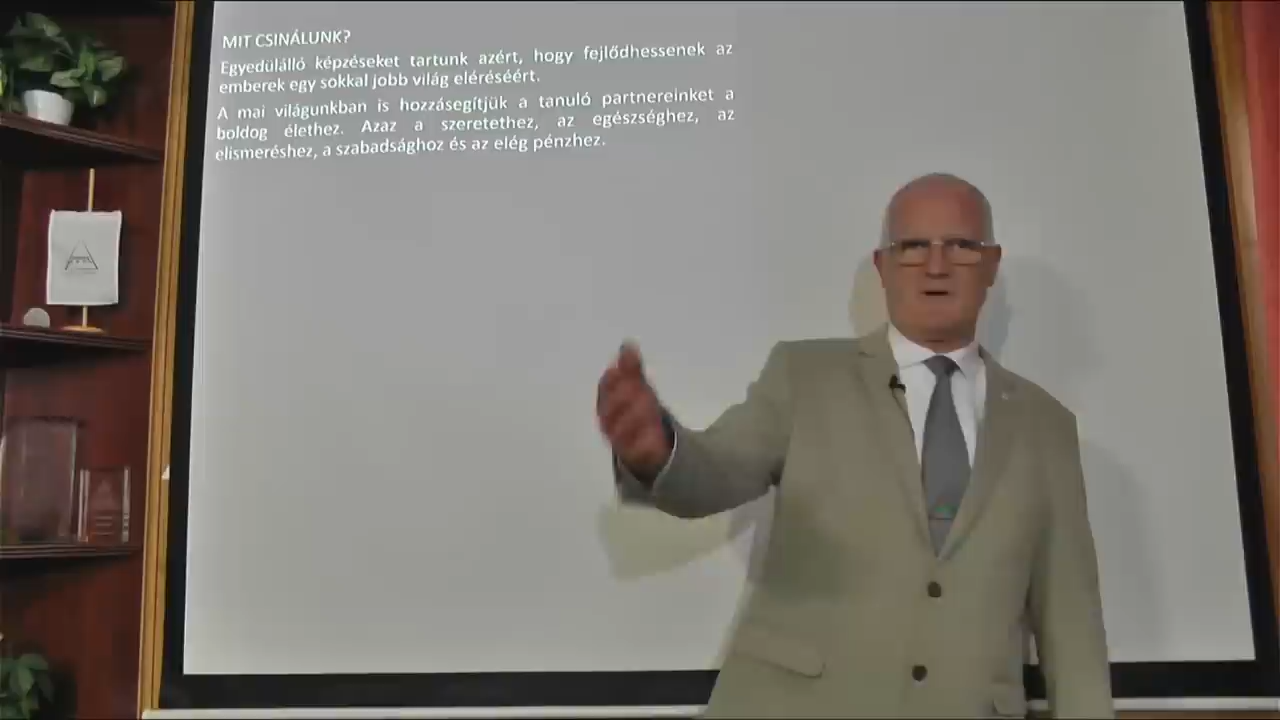 MIT CSINÁLUNK?
Egyedülálló képzéseket tartunk azért, hogy fejlődhessenek az
emberek egy sokkal jobb világ eléréséért.
A mai világunkban is hozzásegítjük a tanuló partnereinket a
boldog élethez. Azaz a szeretethez, az egészséghez, az
elismeréshez, a szabadsághoz és az elég pénzhez.